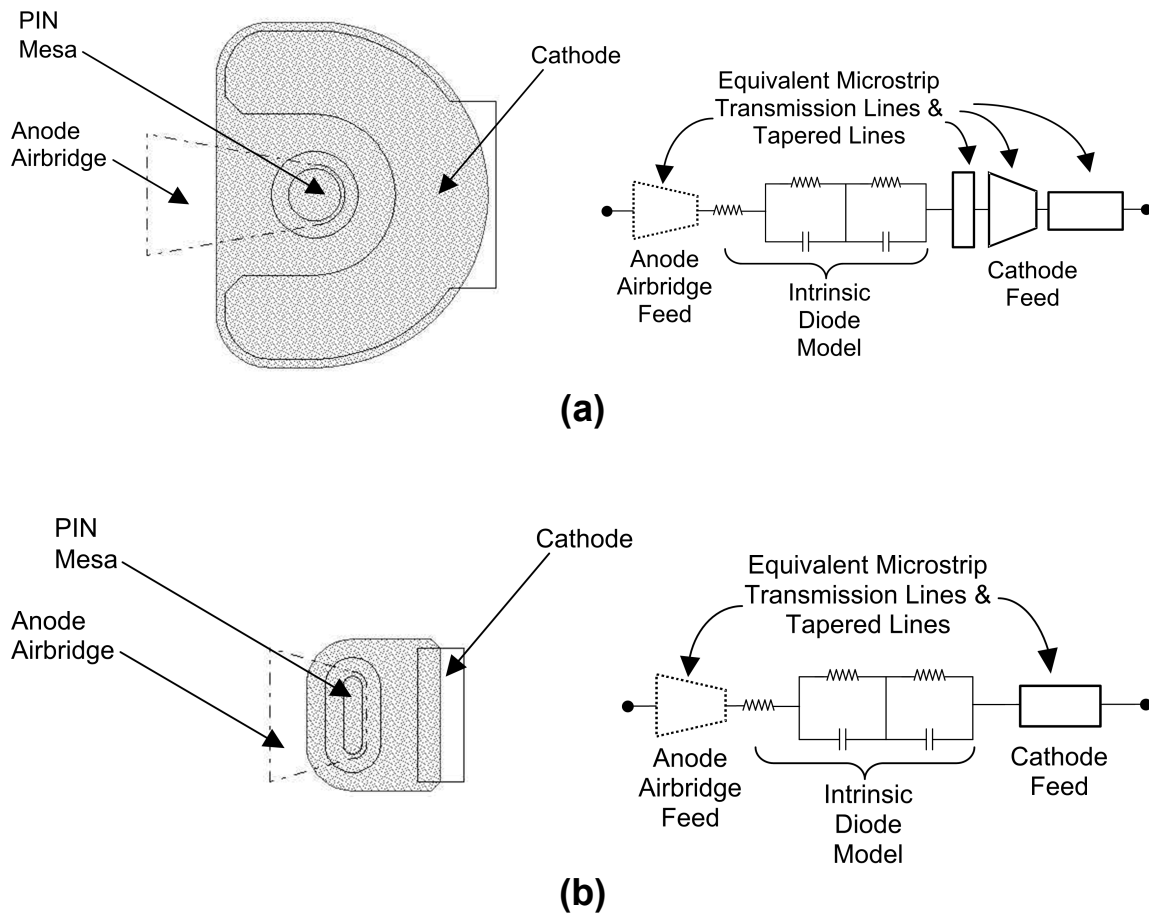 PIN
Mesa
Cathode
Anode
Airbridge
Equivalent Microstrip
Transmission Lines &
Tapered Lines
Anode
Airbridge
Feed
Intrinsic
Diode
Model
Cathode
Feed
(a)
PIN
Mesa
Cathode
Anode
Airbridge
Equivalent Microstrip
Transmission Lines &
Tapered Lines
Anode
Airbridge
Feed
Intrinsic
Diode
Model
Cathode
Feed
(b)